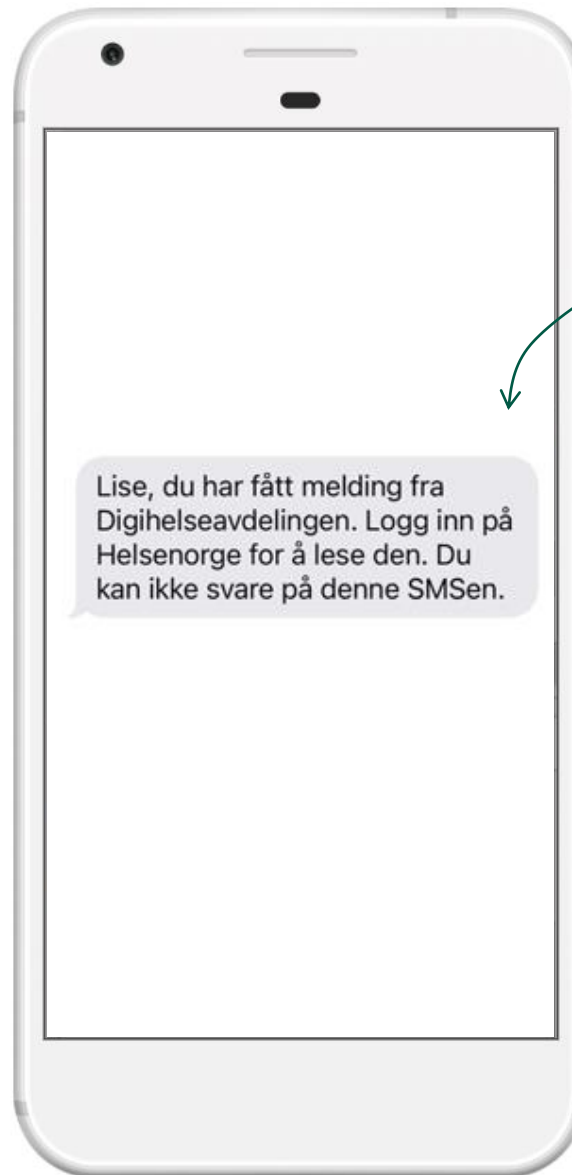 Lise, du har fått melding fra
Digihelseavdelingen. Logg inn på
Helsenorge for å lese den. Du
kan ikke svare på denne SMSen.